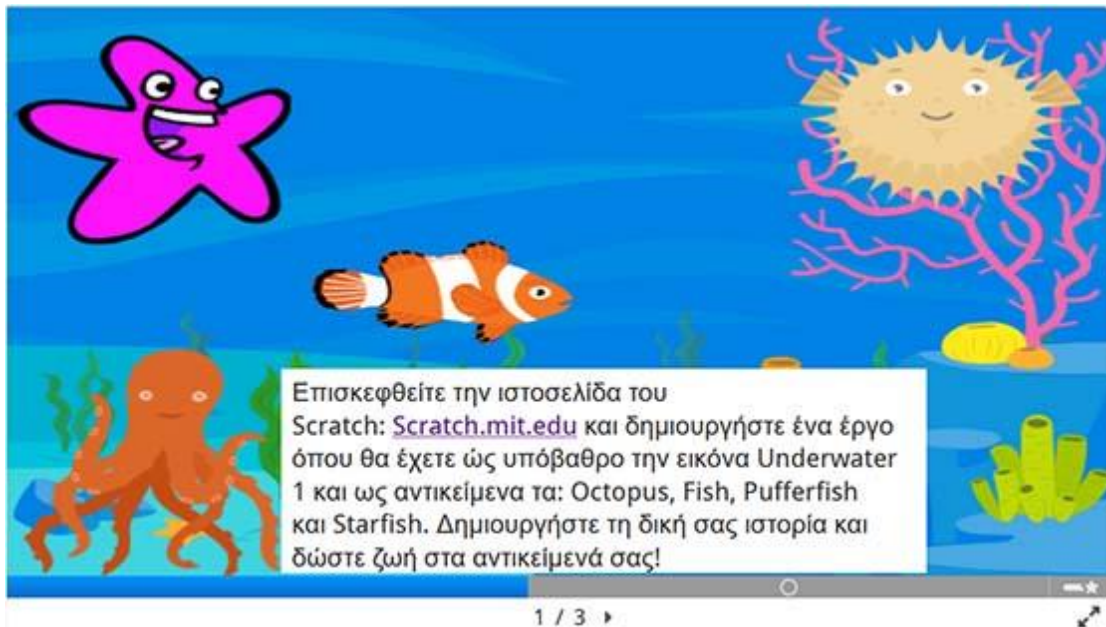 Επισκεφθείτε την ιστοσελίδα του
Scratch: Scratch.mit.edu και δημιουργήστε ένα έργο
όπου θα έχετε ώς υπόβαθρο την εικόνα Underwater
1 και ως αντικείμενα τα: Octopus, Fish, Pufferfish
και Starfish. Δημιουργήστε τη δική σας ιστορία και
δώστε ζωή στα αντικείμενά σας!
1 / 3